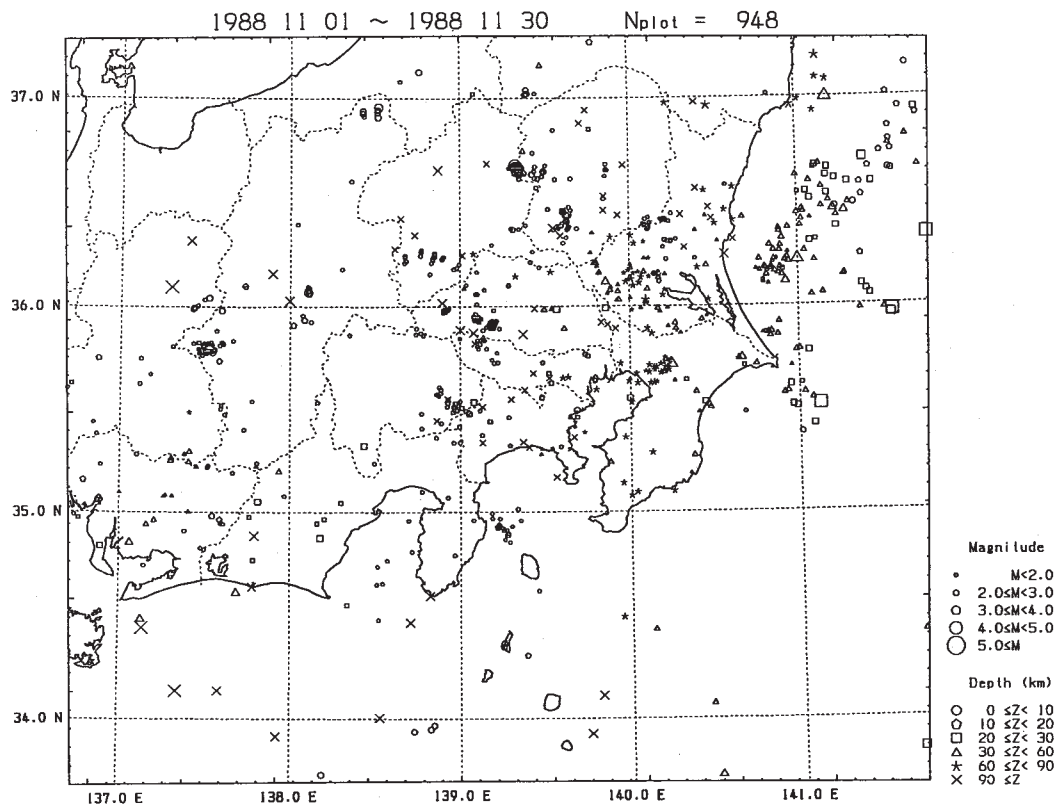 1988 11 01 ~ 1988 11 30 Nplot = 948
37.0 N
36.0 N
35.0 N
34.0 N
137.0 E 138.0 E 139.0 E 140.0 E 141.0 E
Magnitude
M<2.0
2.0≤M<3.0
3.0≤M<4.0
4.0≤M<5.0
5.0≤M
Depth (km)
0 ≤Z< 10
10 ≤Z< 20
20 ≤Z< 30
30 ≤Z< 60
60 ≤Z< 90
90 ≤Z